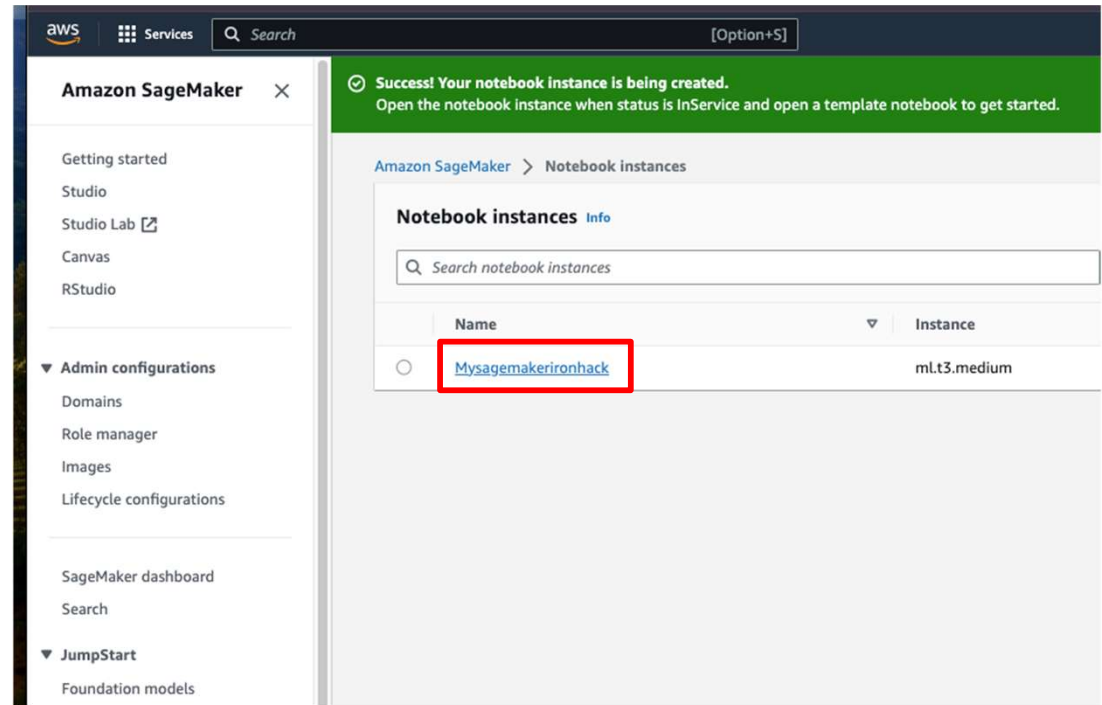 aws
Services
Search
[Option+S]
Amazon SageMaker
Getting started
Studio
Studio Lab
Canvas
RStudio
Admin configurations
Domains
Role manager
Images
Lifecycle configurations
SageMaker dashboard
Search
JumpStart
Foundation models
Success! Your notebook instance is being created.
Open the notebook instance when status is InService and open a template notebook to get started.
Amazon SageMaker > Notebook instances
Notebook instances Info
Search notebook instances
Name Instance
Mysagemakerironhack ml.t3.medium